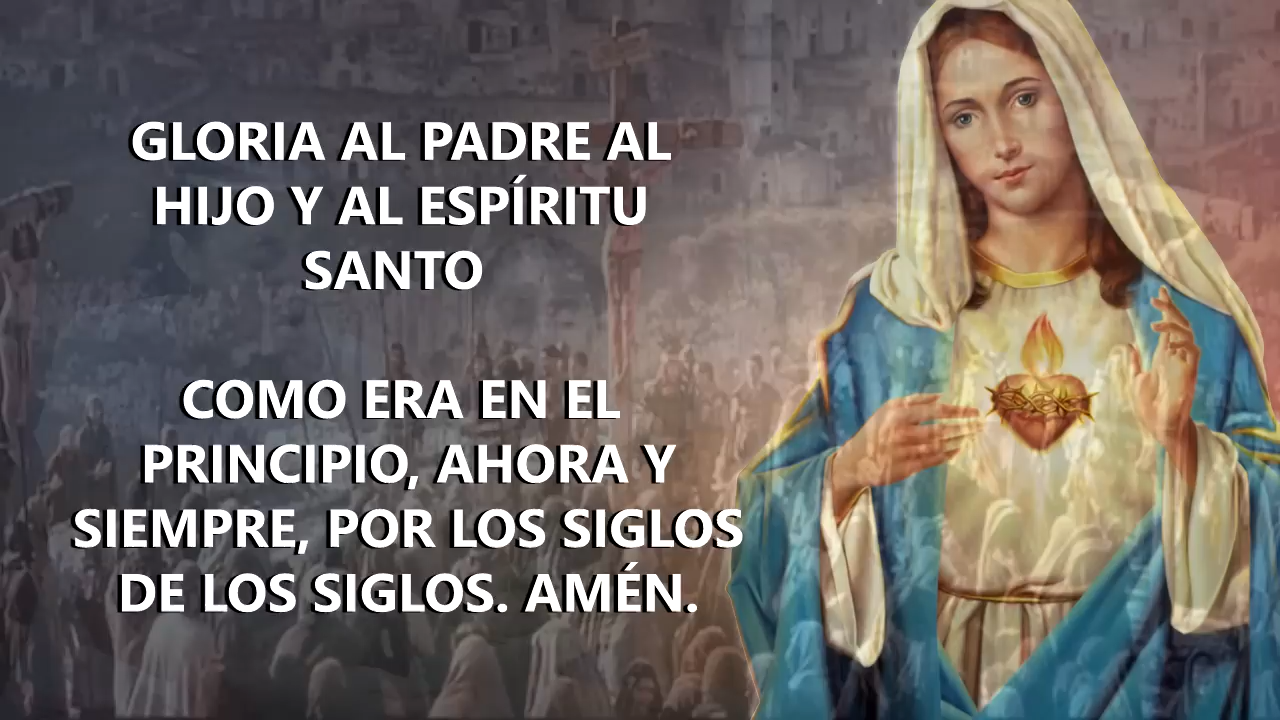 GLORIA AL PADRE AL
HIJO Y AL ESPÍRITU
SANTO
COMO ERA EN EL
PRINCIPIO, AHORA Y
SIEMPRE, POR LOS SIGLOS
DE LOS SIGLOS. AMÉN.